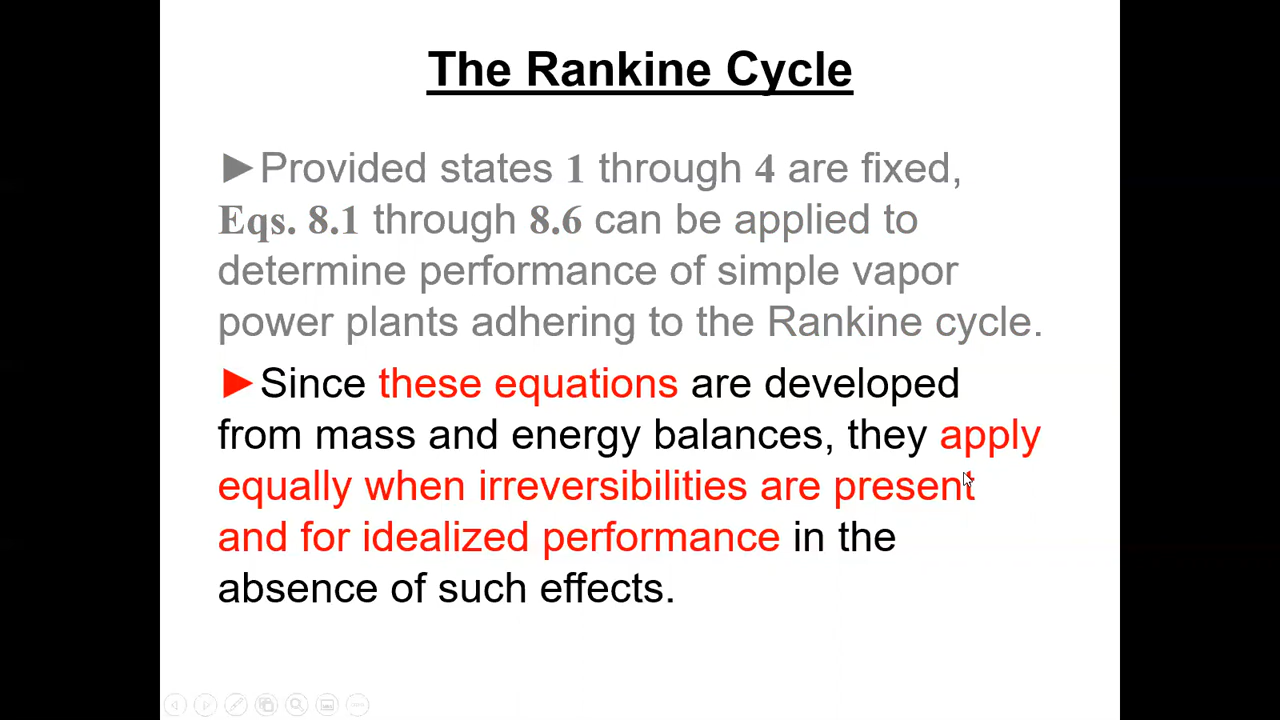 The Rankine Cycle
►Provided states 1 through 4 are fixed,
Eqs. 8.1 through 8.6 can be applied to
determine performance of simple vapor
power plants adhering to the Rankine cycle.
►Since these equations are developed
from mass and energy balances, they apply
equally when irreversibilities are present
and for idealized performance in the
absence of such effects.